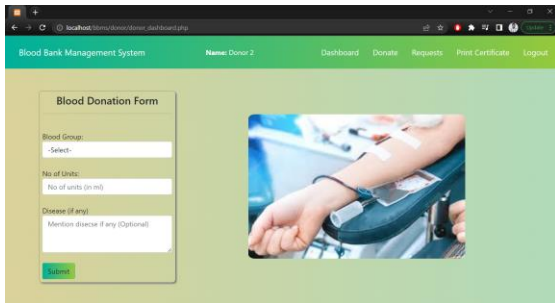 localhost/bbms/donor/donor_dashboard.php
Update
Blood Bank Management System
Name: Donor 2
Dashboard
Donate
Requests
Print Certificate
Logout
Blood Donation Form
Blood Group:
-Select-
No of Units:
No of units (in ml)
Disease (if any)
Mention disecse if any (Optional)
Submit